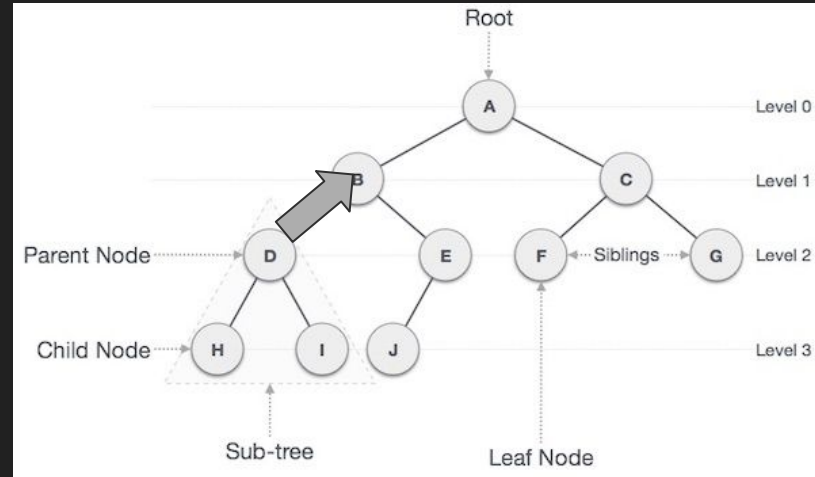 Root
A
Level 0
B
C
Level 1
Parent Node
D
E
F
Siblings
G
Level 2
Child Node
H
I
J
Level 3
Sub-tree
Leaf Node